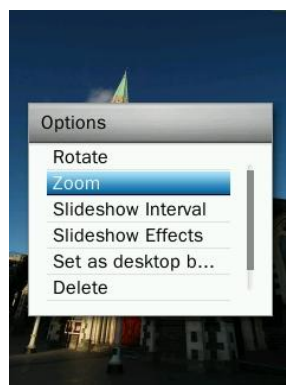 Options
Rotate
Zoom
Slideshow Interval
Slideshow Effects
Set as desktop b...
Delete